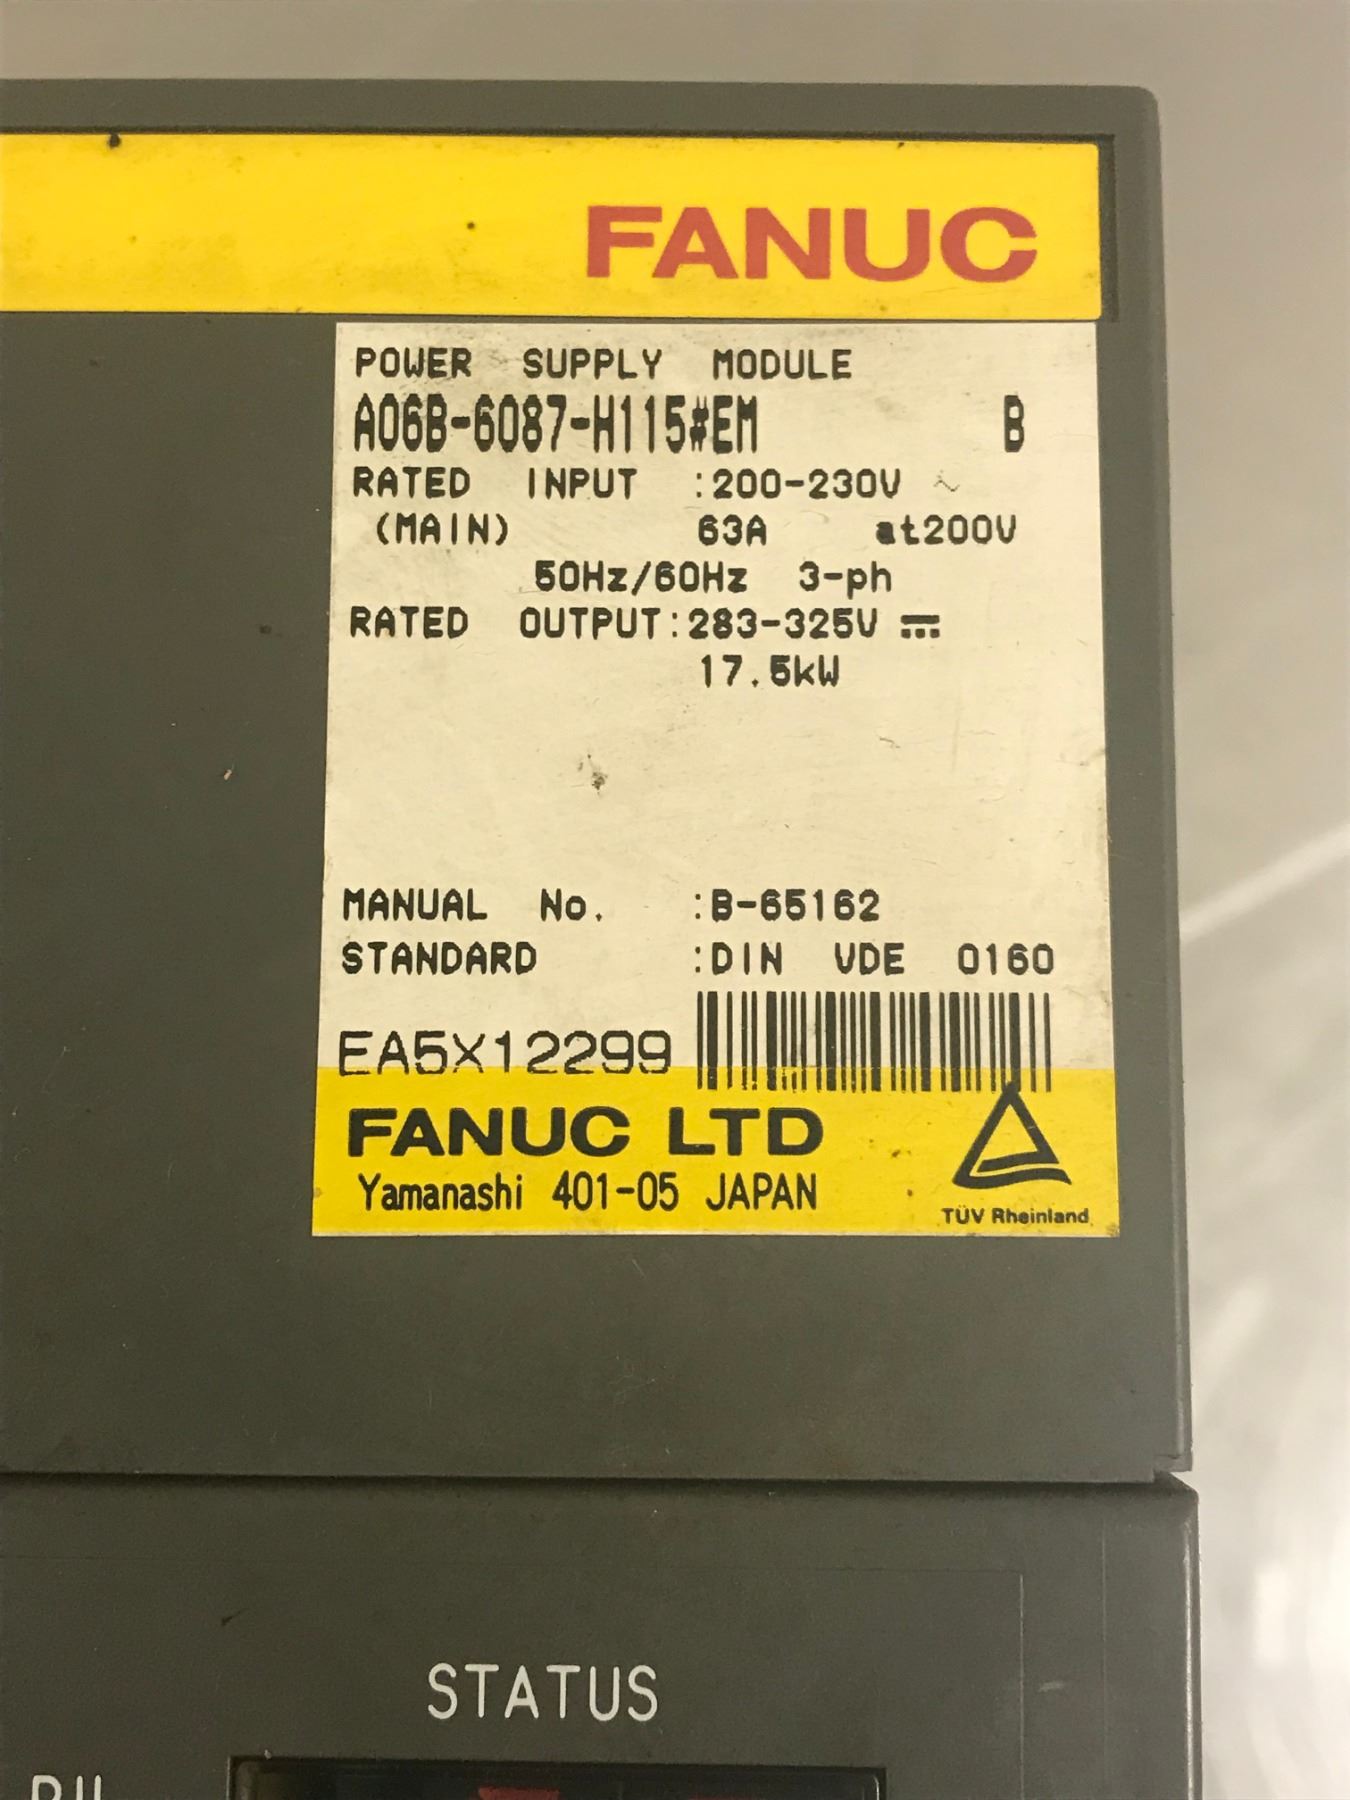 FANUC
POWER SUPPLY MODULE
A06B-6087-H115#EM B
RATED INPUT :200-230V ~
(MAIN) 63A at200V
50Hz/60Hz 3-ph
RATED OUTPUT:283-325V ⎓
17.5kW
MANUAL No. :B-65162
STANDARD :DIN VDE 0160
EA5X12299
FANUC LTD
Yamanashi 401-05 JAPAN
TÜV Rheinland
STATUS